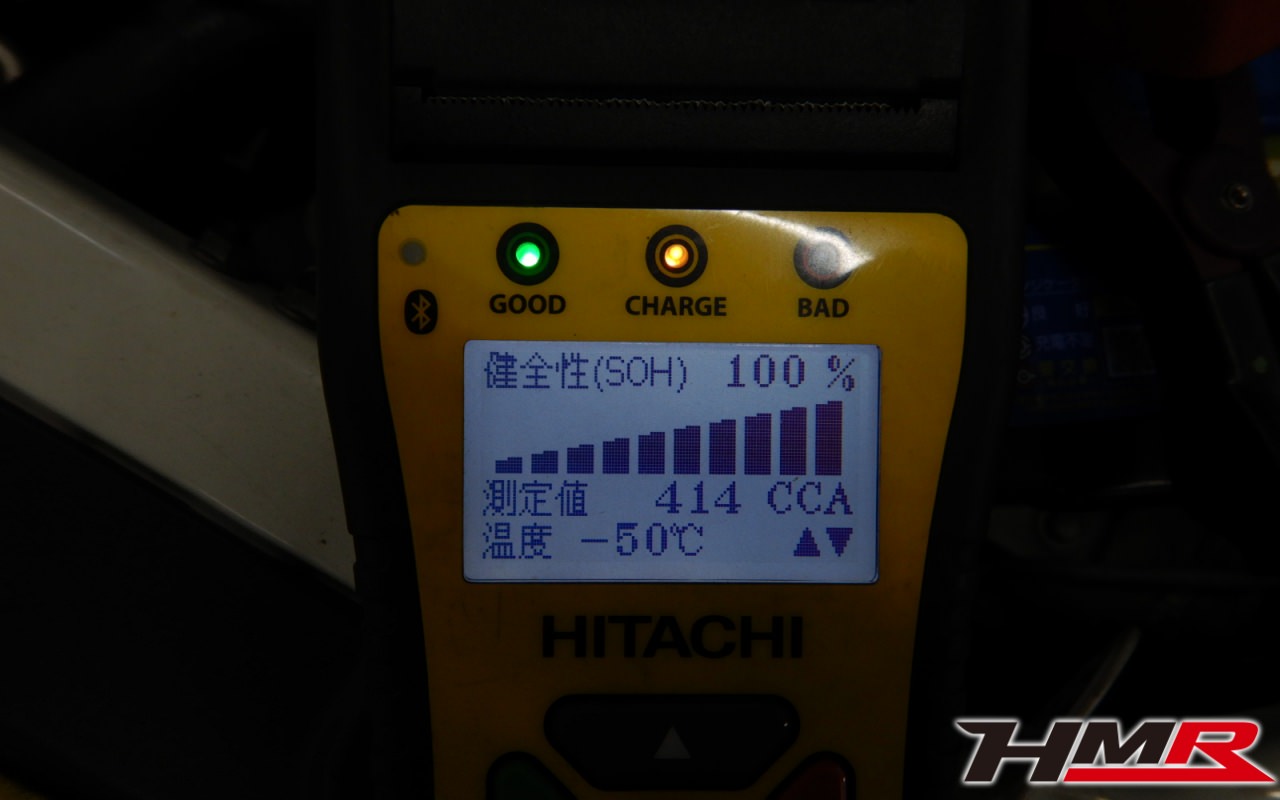 GOOD CHARGE BAD
健全性(SOH) 100 %
測定値 414 CCA
温度 -50℃ ▲▼
HITACHI
HMR